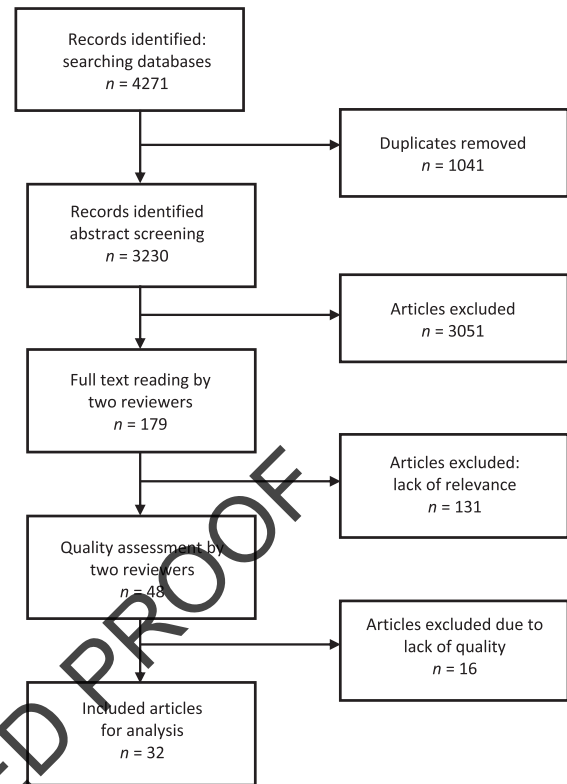 Records identified:
searching databases
n = 4271
Duplicates removed
n = 1041
Records identified
abstract screening
n = 3230
Articles excluded
n = 3051
Full text reading by
two reviewers
n = 179
Articles excluded:
lack of relevance
n = 131
Quality assessment by
two reviewers
n = 48
Articles excluded due to
lack of quality
n = 16
Included articles
for analysis
n = 32
PROOF